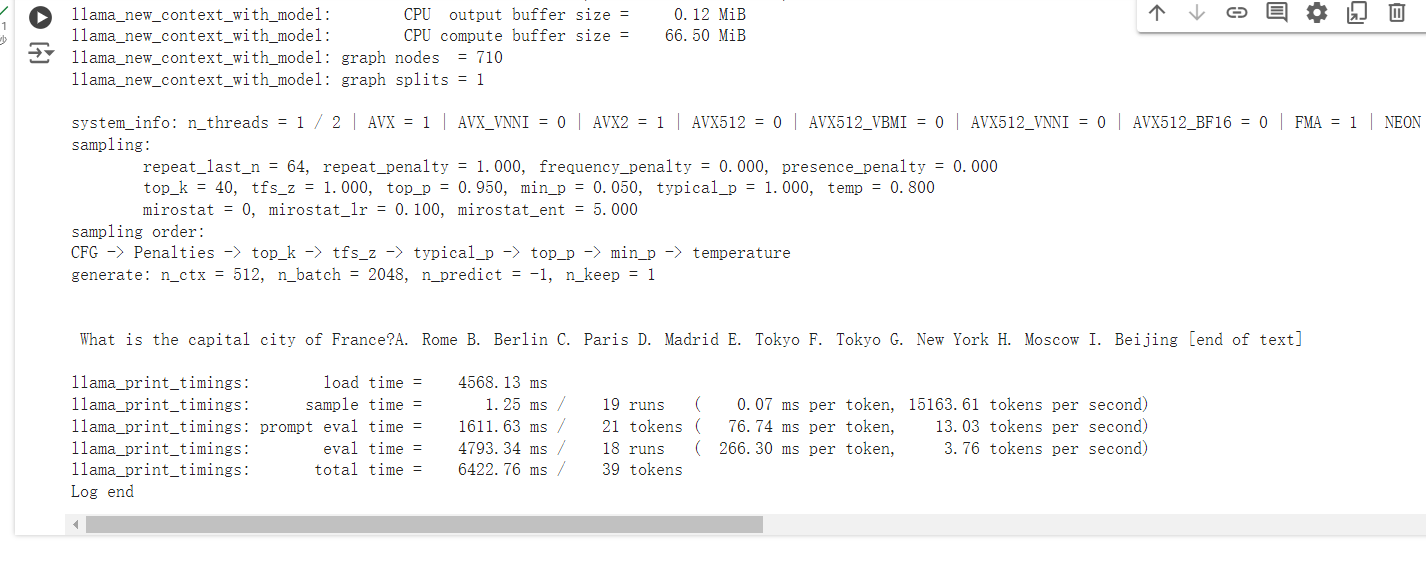 llama_new_context_with_model:        CPU  output buffer size =     0.12 MiB
llama_new_context_with_model:        CPU compute buffer size =    66.50 MiB
llama_new_context_with_model: graph nodes  = 710
llama_new_context_with_model: graph splits = 1
system_info: n_threads = 1 / 2 | AVX = 1 | AVX_VNNI = 0 | AVX2 = 1 | AVX512 = 0 | AVX512_VBMI = 0 | AVX512_VNNI = 0 | AVX512_BF16 = 0 | FMA = 1 | NEON
sampling:
repeat_last_n = 64, repeat_penalty = 1.000, frequency_penalty = 0.000, presence_penalty = 0.000
top_k = 40, tfs_z = 1.000, top_p = 0.950, min_p = 0.050, typical_p = 1.000, temp = 0.800
mirostat = 0, mirostat_lr = 0.100, mirostat_ent = 5.000
sampling order:
CFG -> Penalties -> top_k -> tfs_z -> typical_p -> top_p -> min_p -> temperature
generate: n_ctx = 512, n_batch = 2048, n_predict = -1, n_keep = 1
What is the capital city of France?A. Rome B. Berlin C. Paris D. Madrid E. Tokyo F. Tokyo G. New York H. Moscow I. Beijing [end of text]
llama_print_timings:        load time =    4568.13 ms
llama_print_timings:      sample time =       1.25 ms /    19 runs   (    0.07 ms per token, 15163.61 tokens per second)
llama_print_timings: prompt eval time =    1611.63 ms /    21 tokens (   76.74 ms per token,    13.03 tokens per second)
llama_print_timings:        eval time =    4793.34 ms /    18 runs   (  266.30 ms per token,     3.76 tokens per second)
llama_print_timings:       total time =    6422.76 ms /    39 tokens
Log end